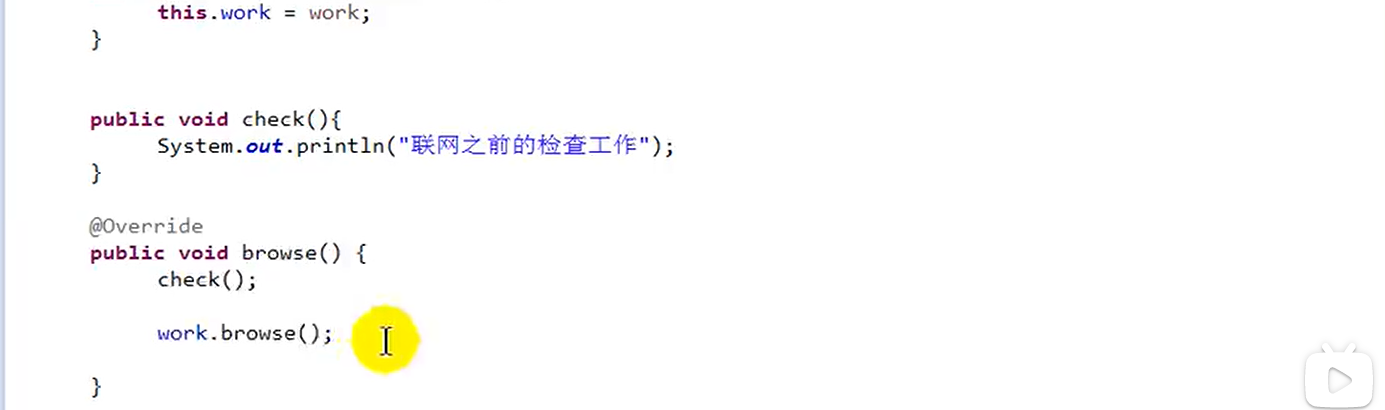 this.work = work;
}
public void check(){
System.out.println("联网之前的检查工作");
}
@Override
public void browse() {
check();
work.browse();
}